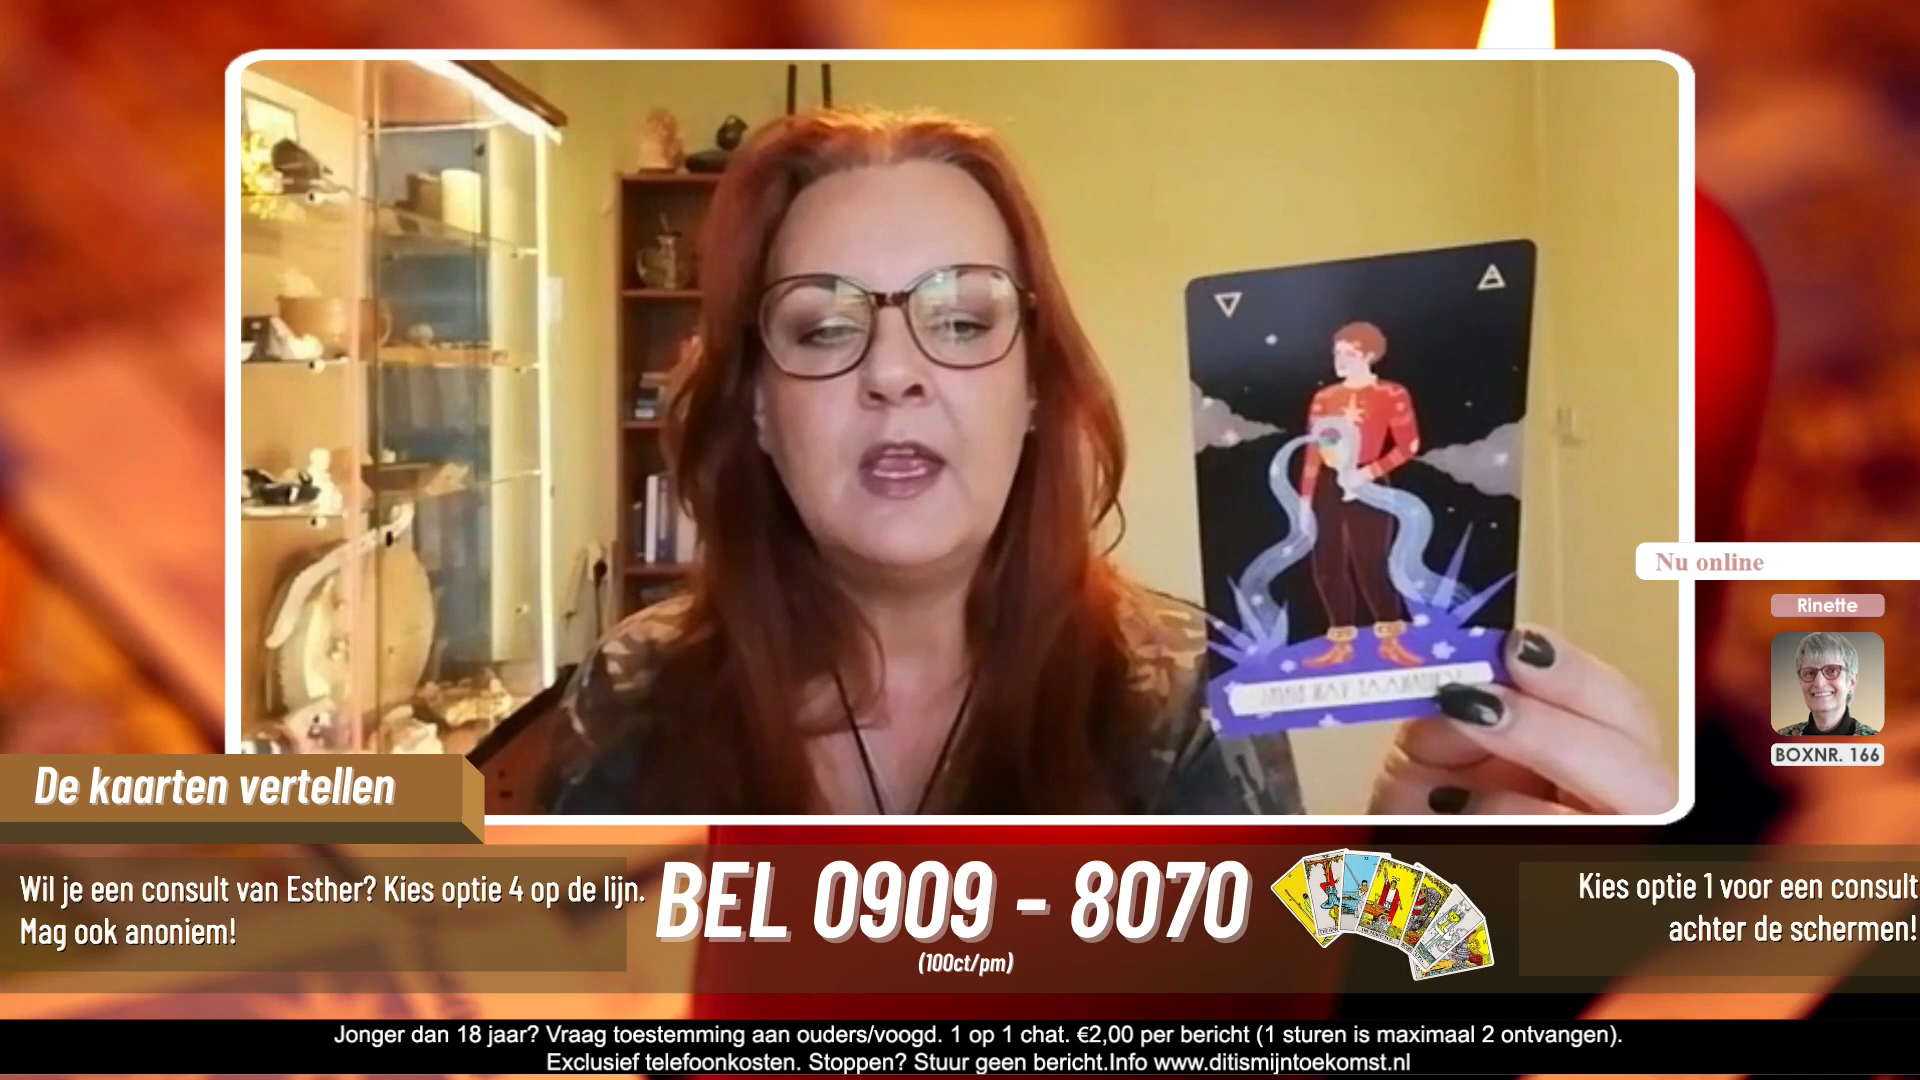 Nu online
Rinette
BOXNR. 166
De kaarten vertellen
Wil je een consult van Esther? Kies optie 4 op de lijn.
Mag ook anoniem!
BEL 0909 - 8070
(100ct/pm)
Kies optie 1 voor een consult
achter de schermen!
Jonger dan 18 jaar? Vraag toestemming aan ouders/voogd. 1 op 1 chat. €2,00 per bericht (1 sturen is maximaal 2 ontvangen).
Exclusief telefoonkosten. Stoppen? Stuur geen bericht.Info www.ditismijntoekomst.nl